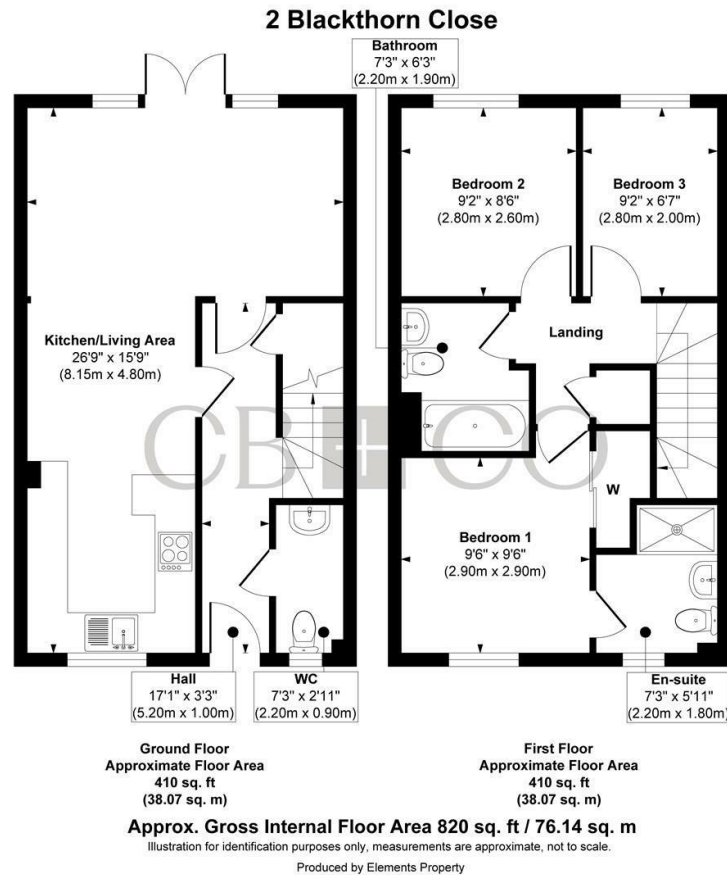 2 Blackthorn Close
Bathroom
7'3" x 6'3"
(2.20m x 1.90m)
Bedroom 2
9'2" x 8'6"
(2.80m x 2.60m)
Bedroom 3
9'2" x 6'7"
(2.80m x 2.00m)
Kitchen/Living Area
26'9" x 15'9"
(8.15m x 4.80m)
Landing
CB CO
W
Bedroom 1
9'6" x 9'6"
(2.90m x 2.90m)
Hall
17'1" x 3'3"
(5.20m x 1.00m)
WC
7'3" x 2'11"
(2.20m x 0.90m)
En-suite
7'3" x 5'11"
(2.20m x 1.80m)
Ground Floor
Approximate Floor Area
410 sq. ft
(38.07 sq. m)
First Floor
Approximate Floor Area
410 sq. ft
(38.07 sq. m)
Approx. Gross Internal Floor Area 820 sq. ft / 76.14 sq. m
Illustration for identification purposes only, measurements are approximate, not to scale.
Produced by Elements Property